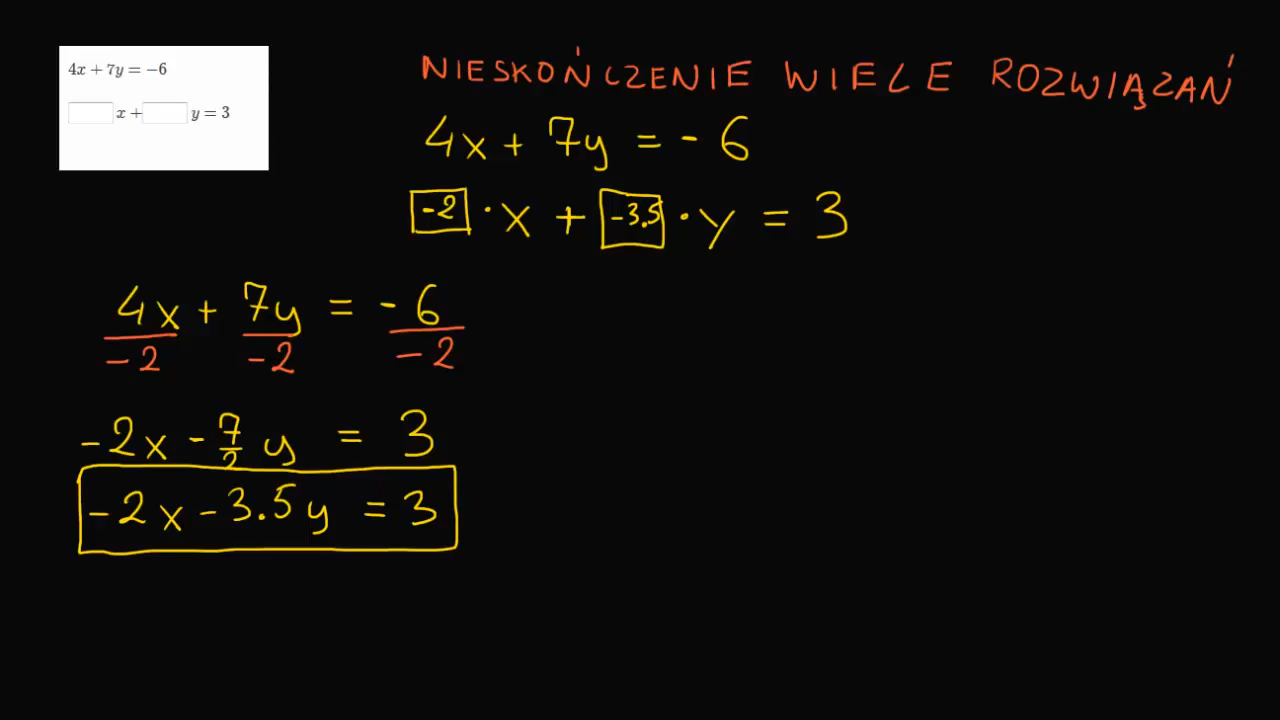 4x + 7y = −6
x + y = 3
NIESKOŃCZENIE WIELE ROZWIĄZAŃ
4x + 7y = - 6
-2 · x + -3.5 · y = 3
4x + 7y = - 6
-2 -2 -2
-2x - 7/2 y = 3
-2x - 3.5y = 3